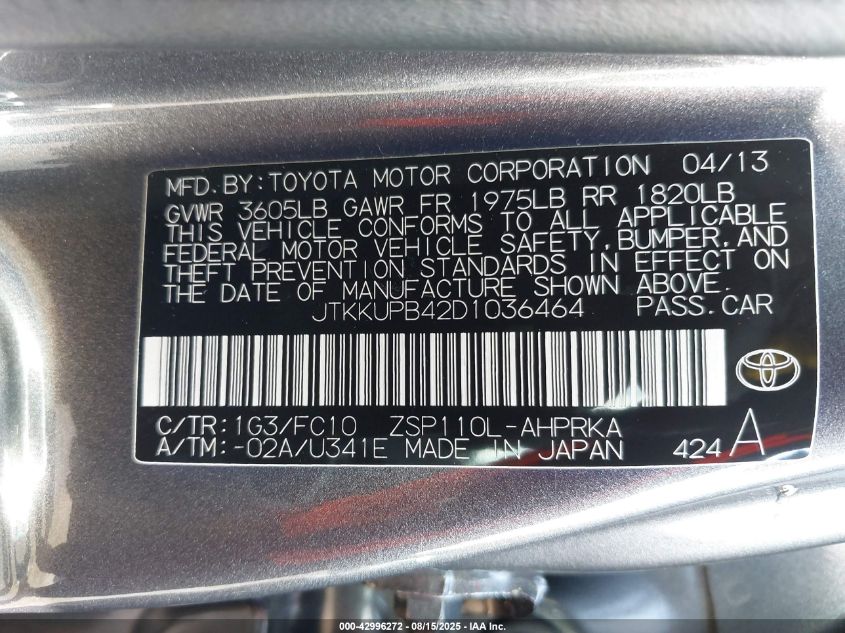 MFD. BY: TOYOTA MOTOR CORPORATION 04/13
GVWR 3605LB GAWR FR 1975LB RR 1820LB
THIS VEHICLE CONFORMS TO ALL APPLICABLE
FEDERAL MOTOR VEHICLE SAFETY, BUMPER, AND
THEFT PREVENTION STANDARDS IN EFFECT ON
THE DATE OF MANUFACTURE SHOWN ABOVE.
JTKKUPB42D1036464 PASS. CAR
C/TR: 1G3/FC10 ZSP110L-AHPRKA
A/TM: -02A/U341E MADE IN JAPAN 424 A
000-42996272 - 08/15/2025 - IAA, Inc.